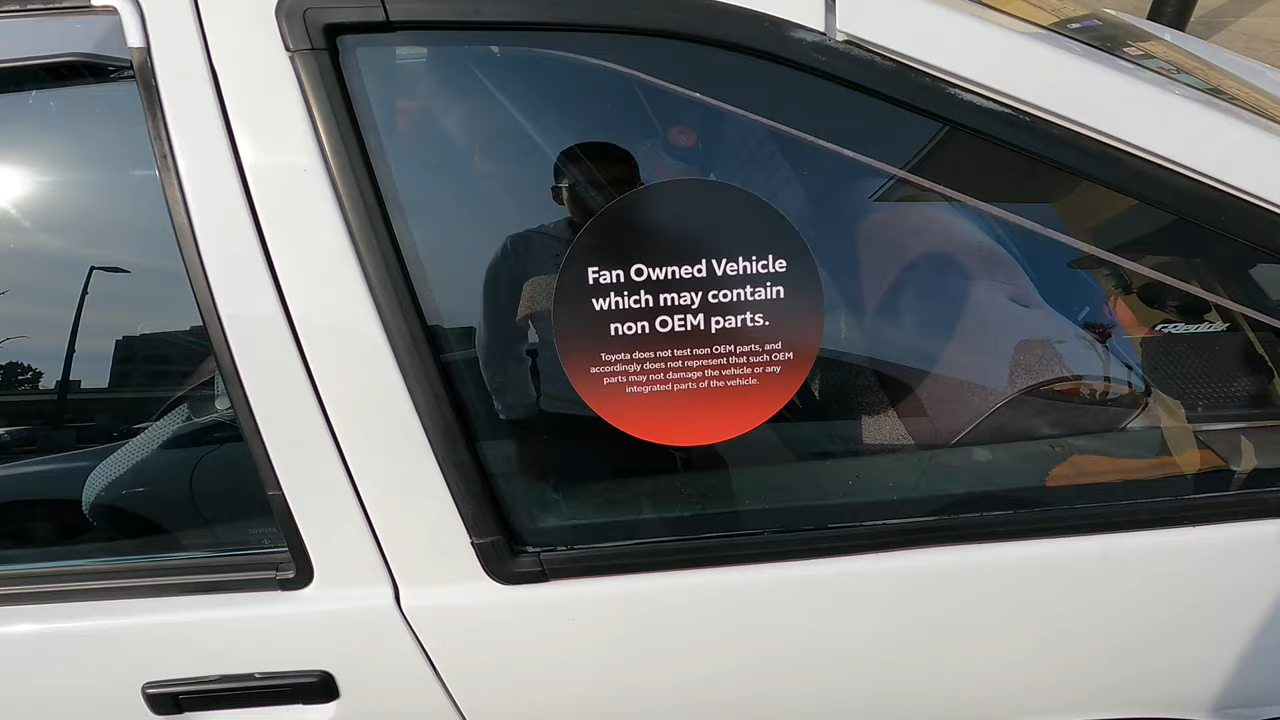 Fan Owned Vehicle
which may contain
non OEM parts.
Toyota does not test non OEM parts, and
accordingly does not represent that such OEM
parts may not damage the vehicle or any
integrated parts of the vehicle.